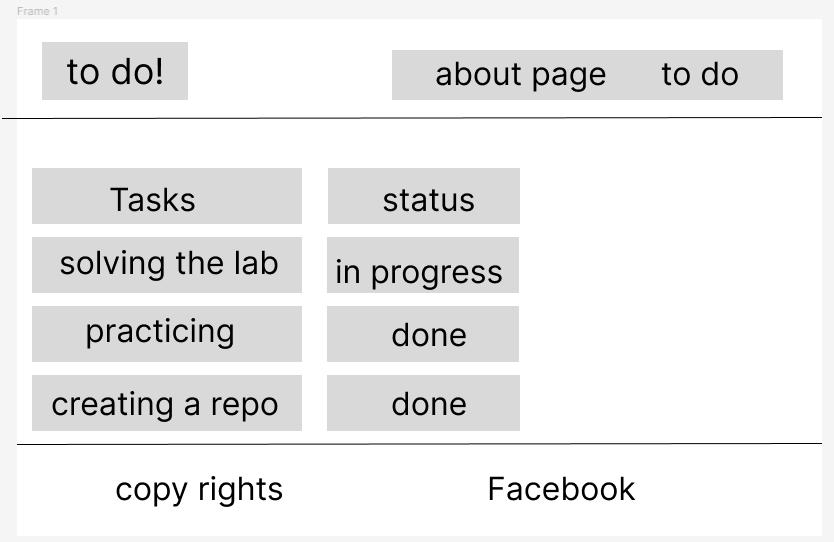 Frame 1
to do!
about page to do
Tasks status
solving the lab in progress
practicing done
creating a repo done
copy rights Facebook